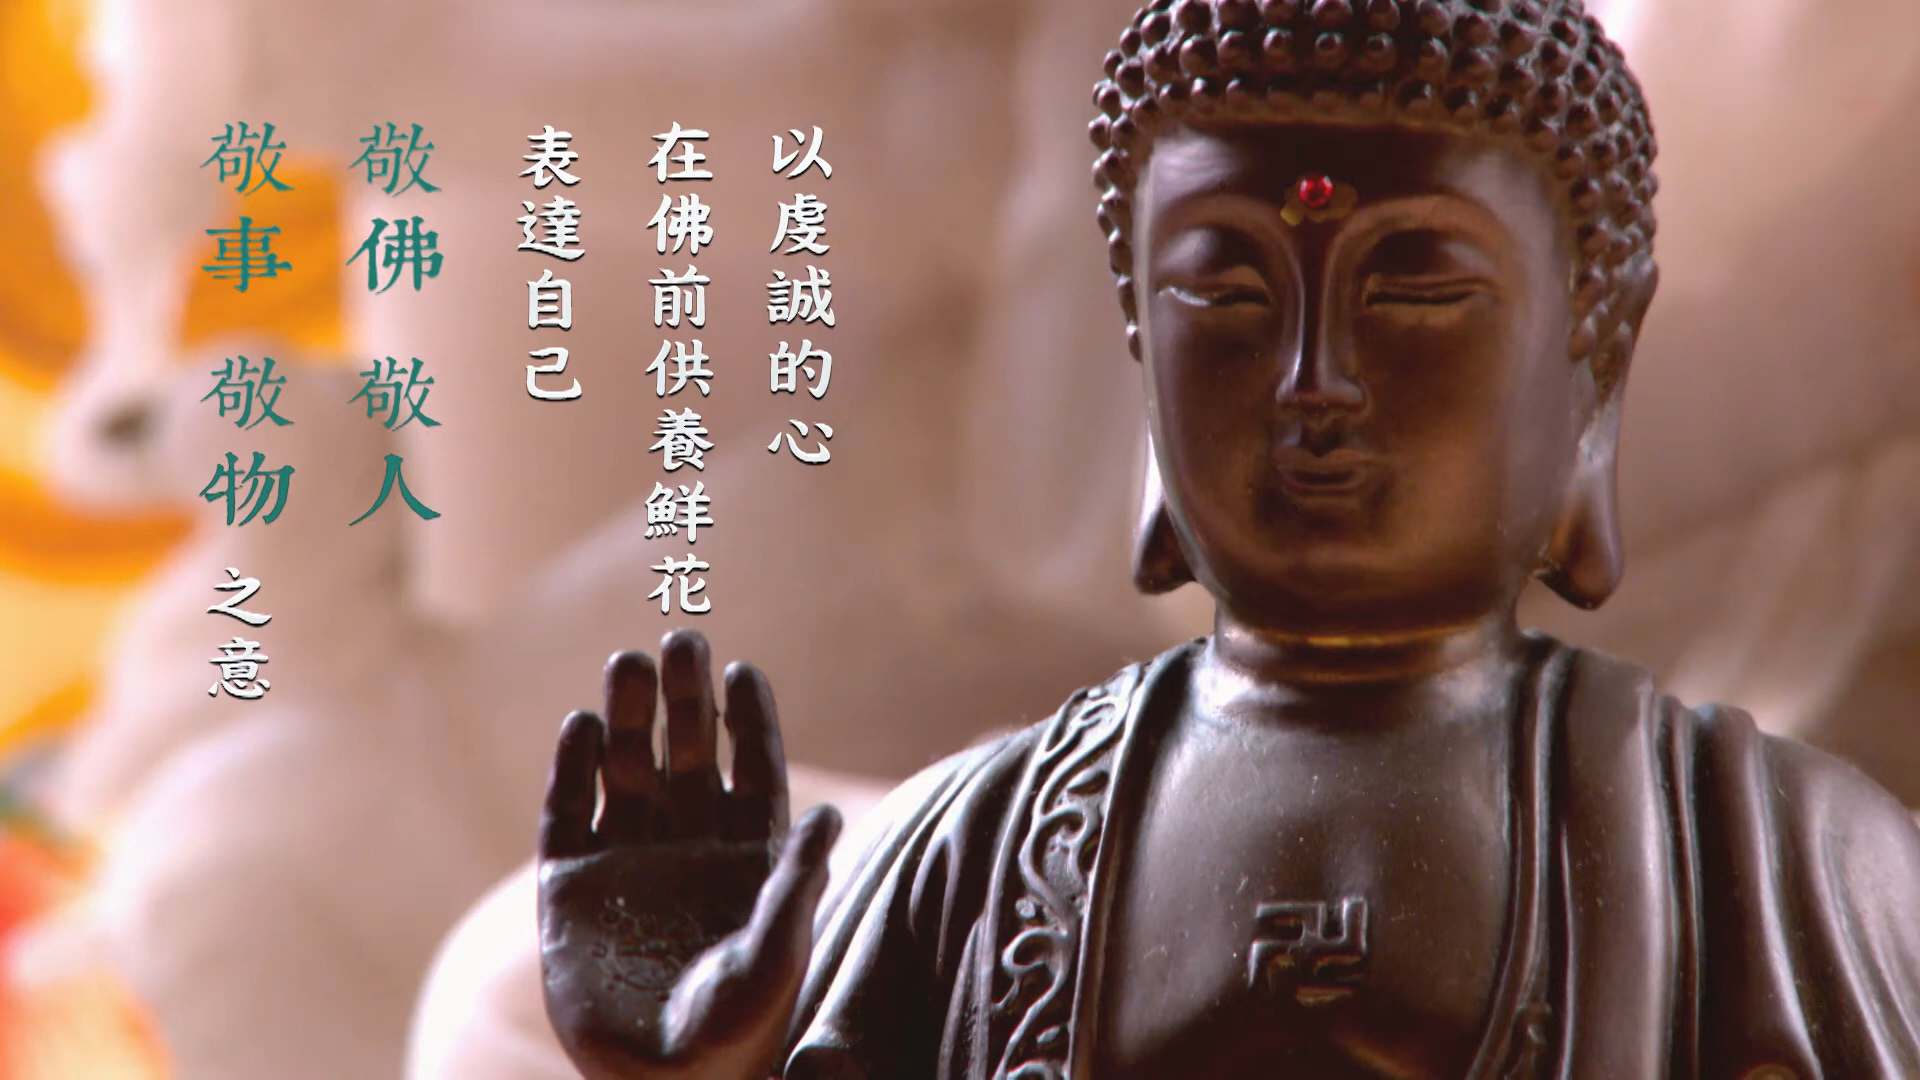 以虔誠的心
在佛前供養鮮花
表達自己
敬佛 敬人
敬事 敬物 之意